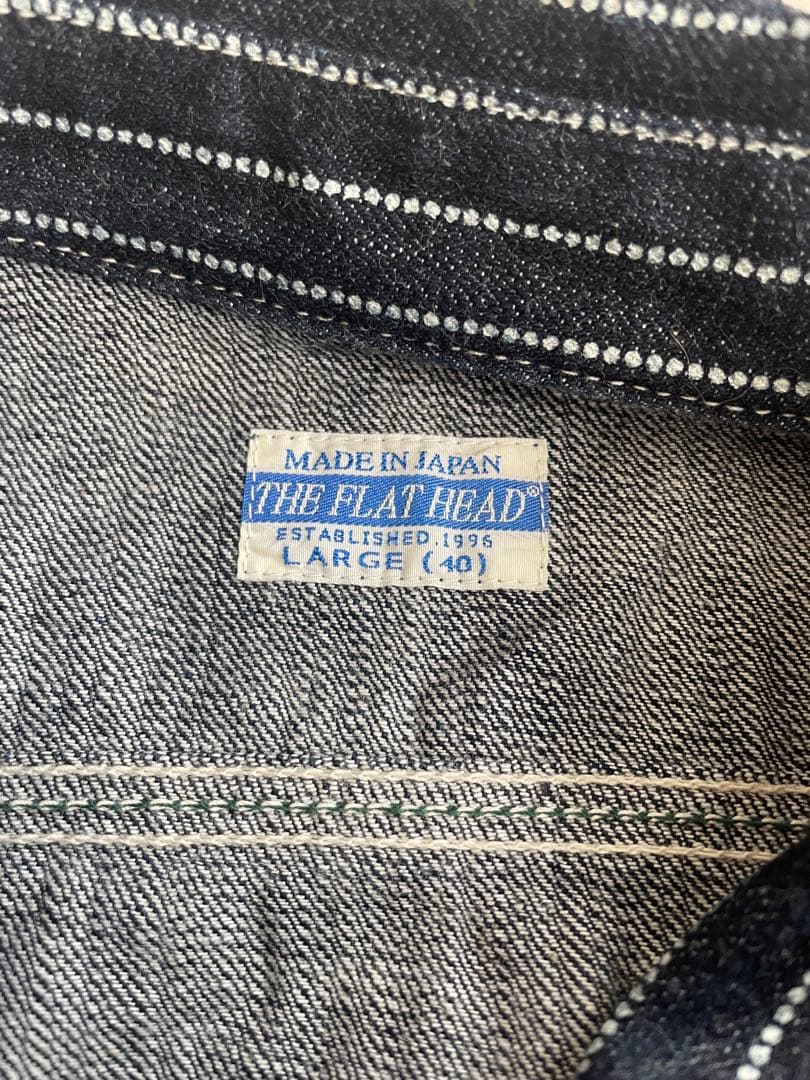 MADE IN JAPAN
THE FLAT HEAD®
ESTABLISHED.1996
LARGE (40)